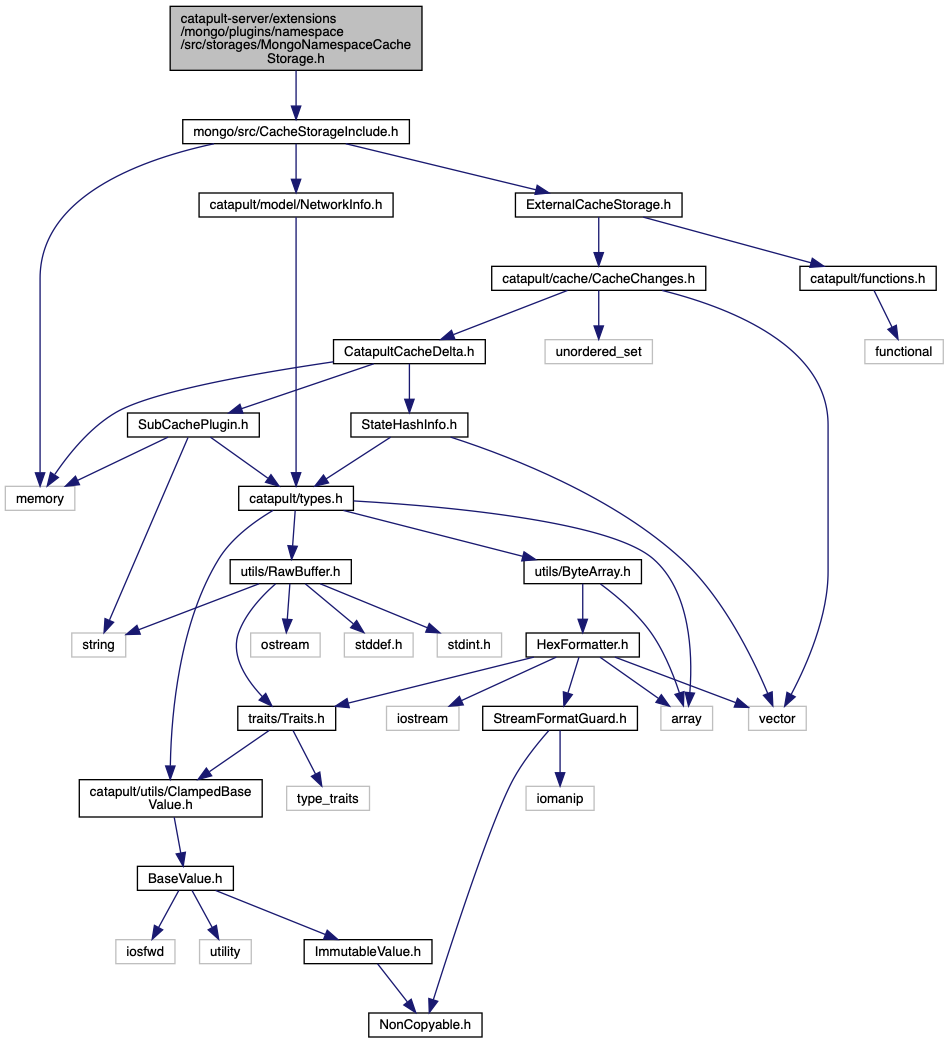 catapult-server/extensions
/mongo/plugins/namespace
/src/storages/MongoNamespaceCache
Storage.h
mongo/src/CacheStorageInclude.h
catapult/model/NetworkInfo.h
ExternalCacheStorage.h
catapult/cache/CacheChanges.h
catapult/functions.h
CatapultCacheDelta.h
unordered_set
functional
SubCachePlugin.h
StateHashInfo.h
memory
catapult/types.h
utils/RawBuffer.h
utils/ByteArray.h
string
ostream
stddef.h
stdint.h
HexFormatter.h
traits/Traits.h
iostream
StreamFormatGuard.h
array
vector
catapult/utils/ClampedBase
Value.h
type_traits
iomanip
BaseValue.h
iosfwd
utility
ImmutableValue.h
NonCopyable.h